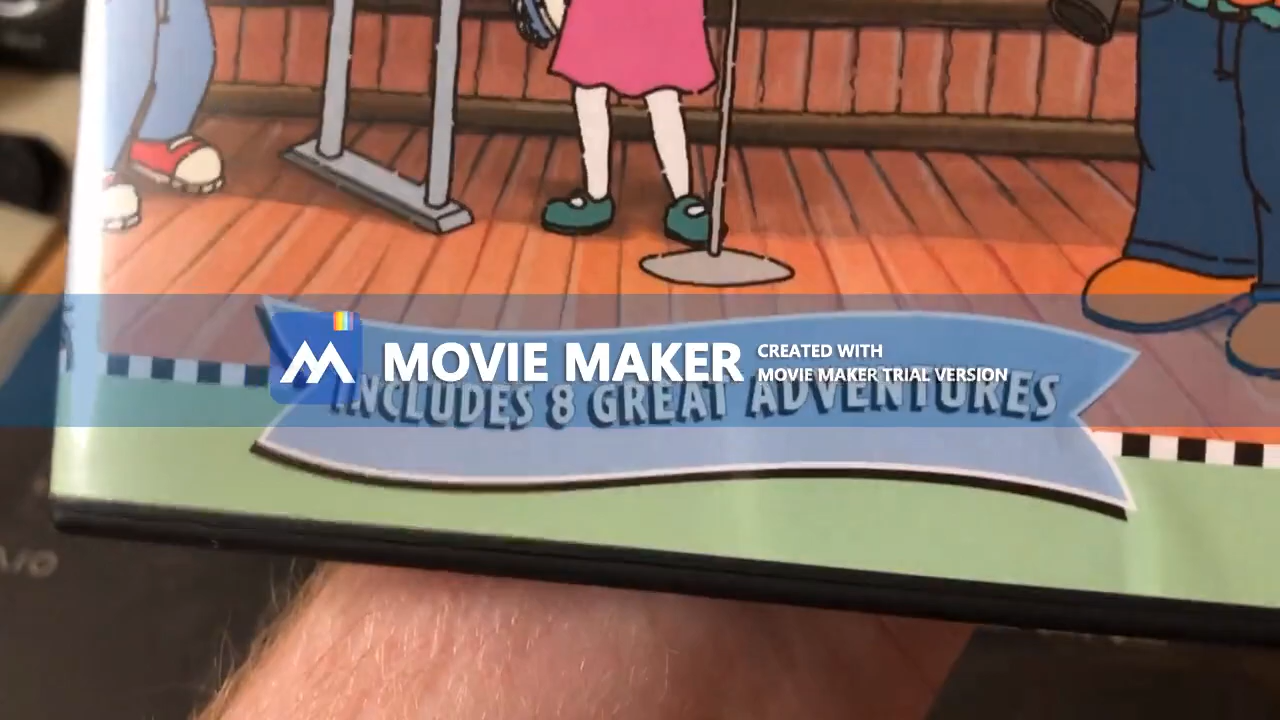 MOVIE MAKER
CREATED WITH
MOVIE MAKER TRIAL VERSION
INCLUDES 8 GREAT ADVENTURES